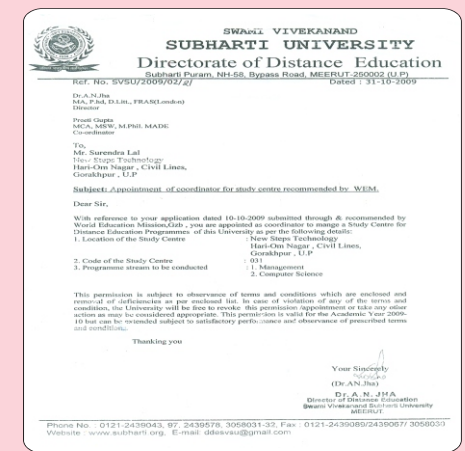 SWAMI VIVEKANAND
SUBHARTI UNIVERSITY
Directorate of Distance Education
Subharti Puram, NH-58, Bypass Road, MEERUT-250002 (U.P)
Ref. No. SVSU/2009/02/ Dated : 31-10-2009
Dr.A.N.Jha
MA, P.hd, D.Litt., FRAS(London)
Director
Preeti Gupta
MCA, MSW, M.Phil. MADE
Co-ordinator
To,
Mr. Surendra Lal
New Steps Technology
Hari-Om Nagar , Civil Lines,
Gorakhpur , U.P
Subject: Appointment of coordinator for study centre recommended by WEM.
Dear Sir,
With reference to your application dated 10-10-2009 submitted through & recommended by
World Education Mission,Gzb , you are appointed as coordinator to mange a Study Centre for
Distance Education Programmes of this University as per the following details:
1. Location of the Study Centre : New Steps Technology
Hari-Om Nagar , Civil Lines,
Gorakhpur , U.P
2. Code of the Study Centre : 031
3. Programme stream to be conducted : 1. Management
2. Computer Science
This permission is subject to observance of terms and conditions which are enclosed and
removal of deficiencies as per enclosed list. In case of violation of any of the terms and
condition, the University will be free to revoke this permission /appointment or take any other
action as may be considered appropriate. This permission is valid for the Academic Year 2009-
10 but can be extended subject to satisfactory performance and observance of prescribed terms
and conditions.
Thanking you
Your Sincerely
(Dr.AN.Jha)
Dr. A. N. JHA
Director of Distance Education
Swami Vivekanand Subharti University
MEERUT.
Phone No. : 0121-2439043, 97, 2439578, 3058031-32, Fax : 0121-2439089/2439067/ 3058030
Website : www.subharti.org, E-mail: ddesvsu@gmail.com